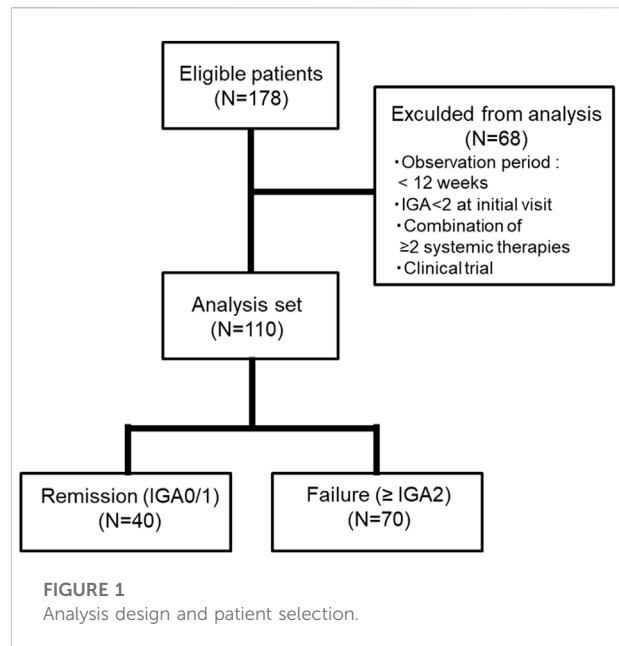 Eligible patients
(N=178)
Exculded from analysis
(N=68)
・Observation period :
< 12 weeks
・IGA<2 at initial visit
・Combination of
≥2 systemic therapies
・Clinical trial
Analysis set
(N=110)
Remission (IGA0/1)
(N=40)
Failure (≥ IGA2)
(N=70)
FIGURE 1
Analysis design and patient selection.